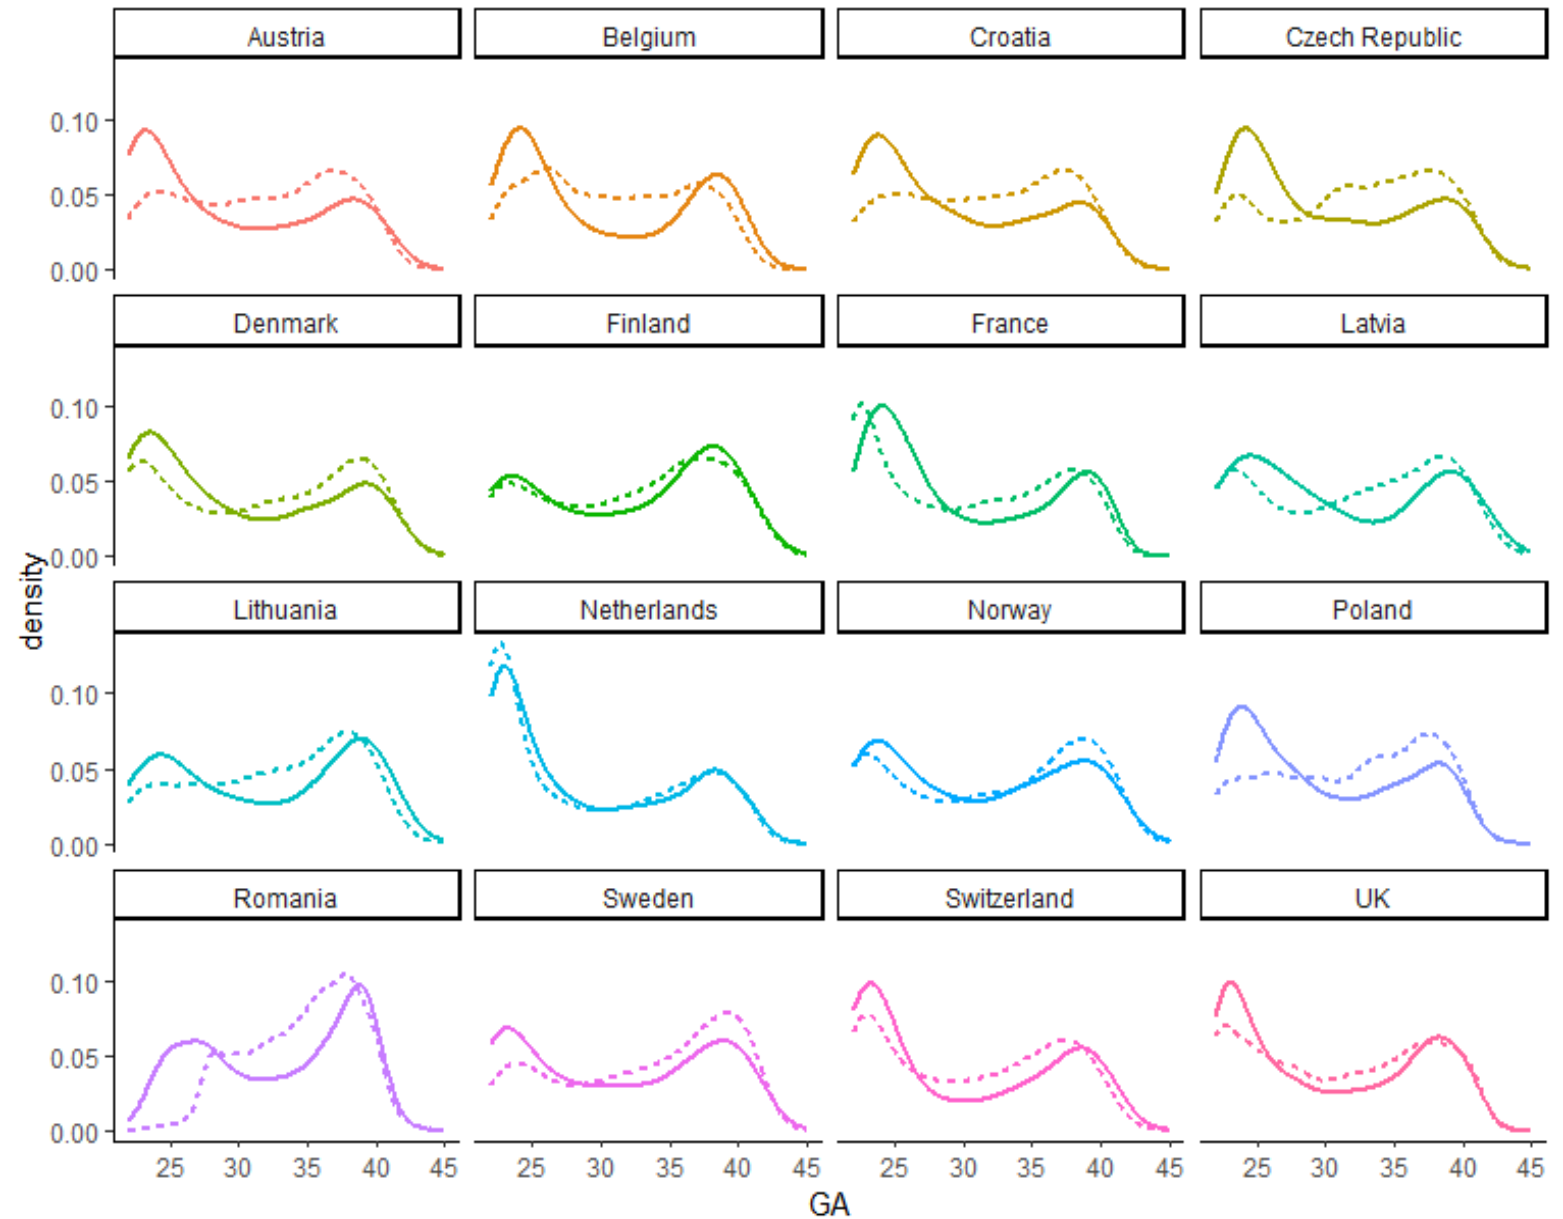 Austria Belgium Croatia Czech Republic
0.10
0.05
0.00
Denmark Finland France Latvia
0.10
0.05
0.00
density
Lithuania Netherlands Norway Poland
0.10
0.05
0.00
Romania Sweden Switzerland UK
0.10
0.05
0.00
25 30 35 40 45 25 30 35 40 45 25 30 35 40 45 25 30 35 40 45
GA